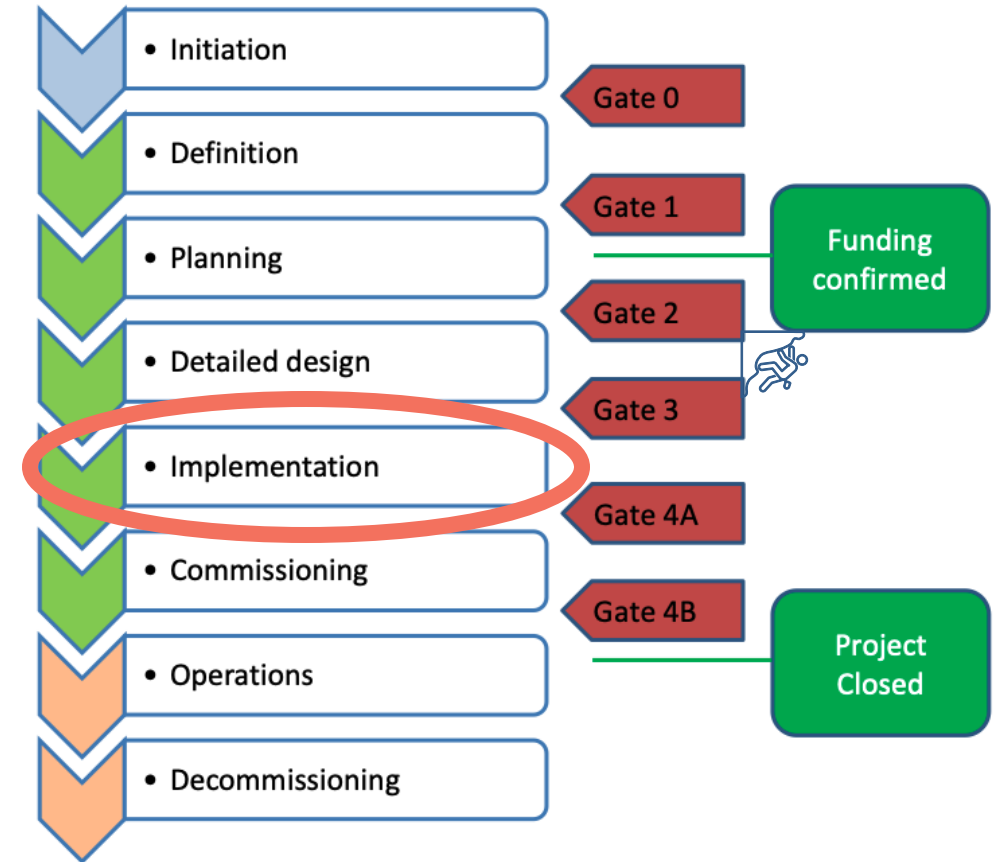 • Initiation
Gate 0
• Definition
Gate 1
Funding
confirmed
• Planning
Gate 2
• Detailed design
Gate 3
• Implementation
Gate 4A
• Commissioning
Gate 4B
Project
Closed
• Operations
• Decommissioning